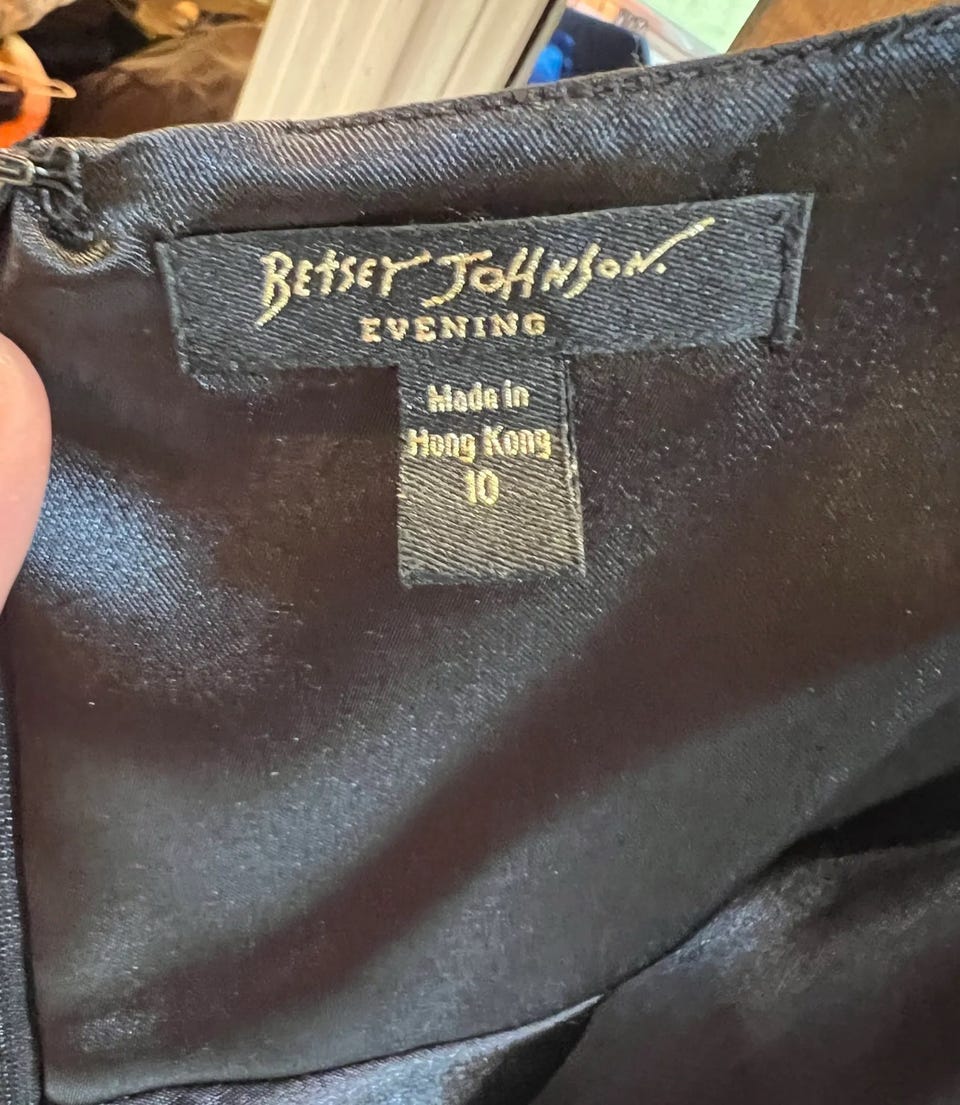 BETSEY JOHNSON.
EVENING
Made in
Hong Kong
10